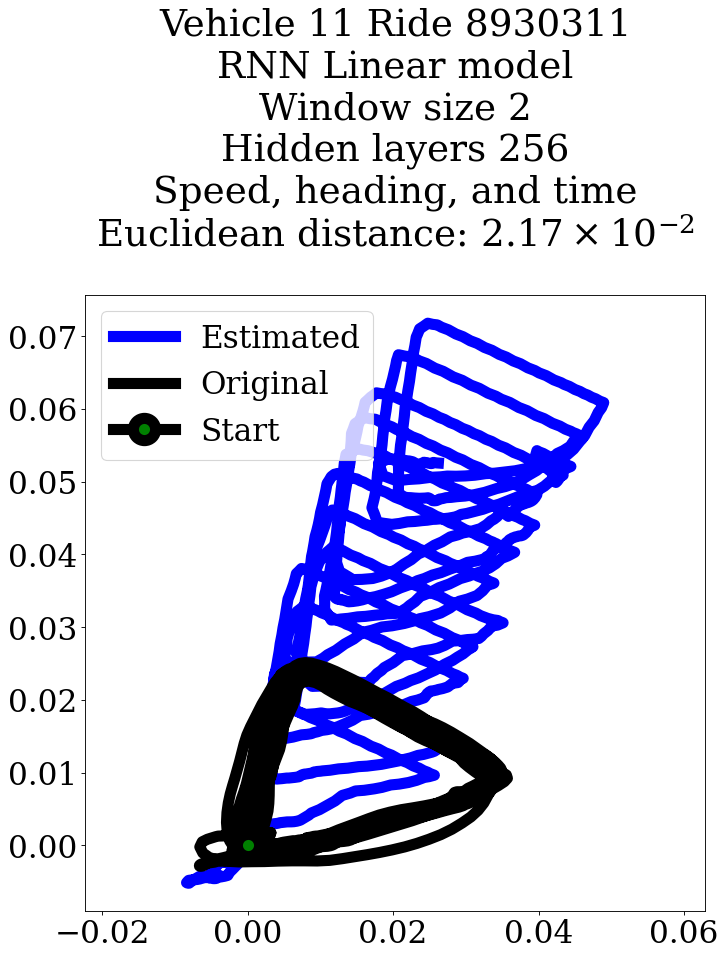 Vehicle 11 Ride 8930311
RNN Linear model
Window size 2
Hidden layers 256
Speed, heading, and time
Euclidean distance: 2.17 × 10⁻²
Estimated
Original
Start
0.07
0.06
0.05
0.04
0.03
0.02
0.01
0.00
−0.02 0.00 0.02 0.04 0.06